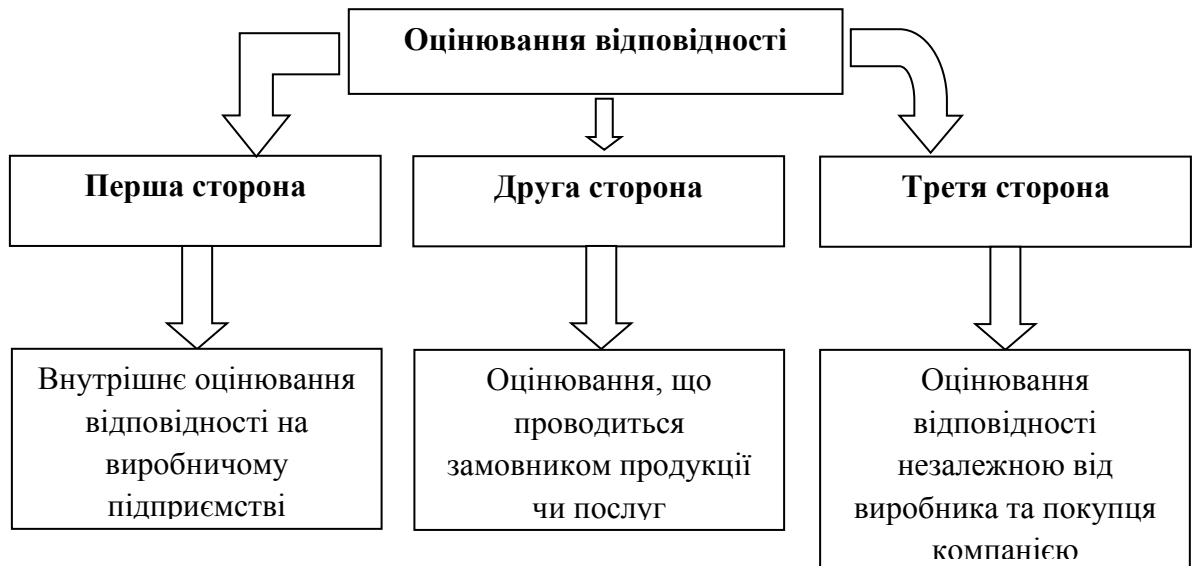 Оцінювання відповідності
Перша сторона
Друга сторона
Третя сторона
Внутрішнє оцінювання
відповідності на
виробничому
підприємстві
Оцінювання, що
проводиться
замовником продукції
чи послуг
Оцінювання
відповідності
незалежною від
виробника та покупця
компанією